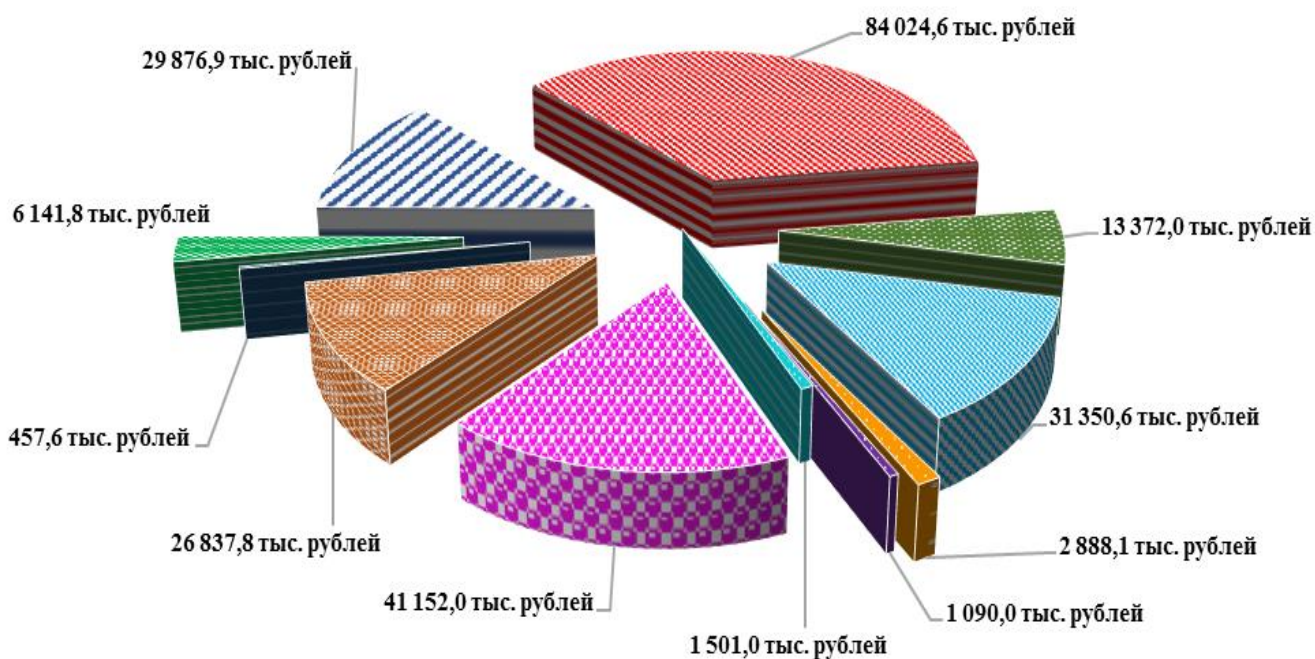 84 024,6 тыс. рублей
29 876,9 тыс. рублей
6 141,8 тыс. рублей
13 372,0 тыс. рублей
31 350,6 тыс. рублей
457,6 тыс. рублей
26 837,8 тыс. рублей
2 888,1 тыс. рублей
41 152,0 тыс. рублей
1 090,0 тыс. рублей
1 501,0 тыс. рублей